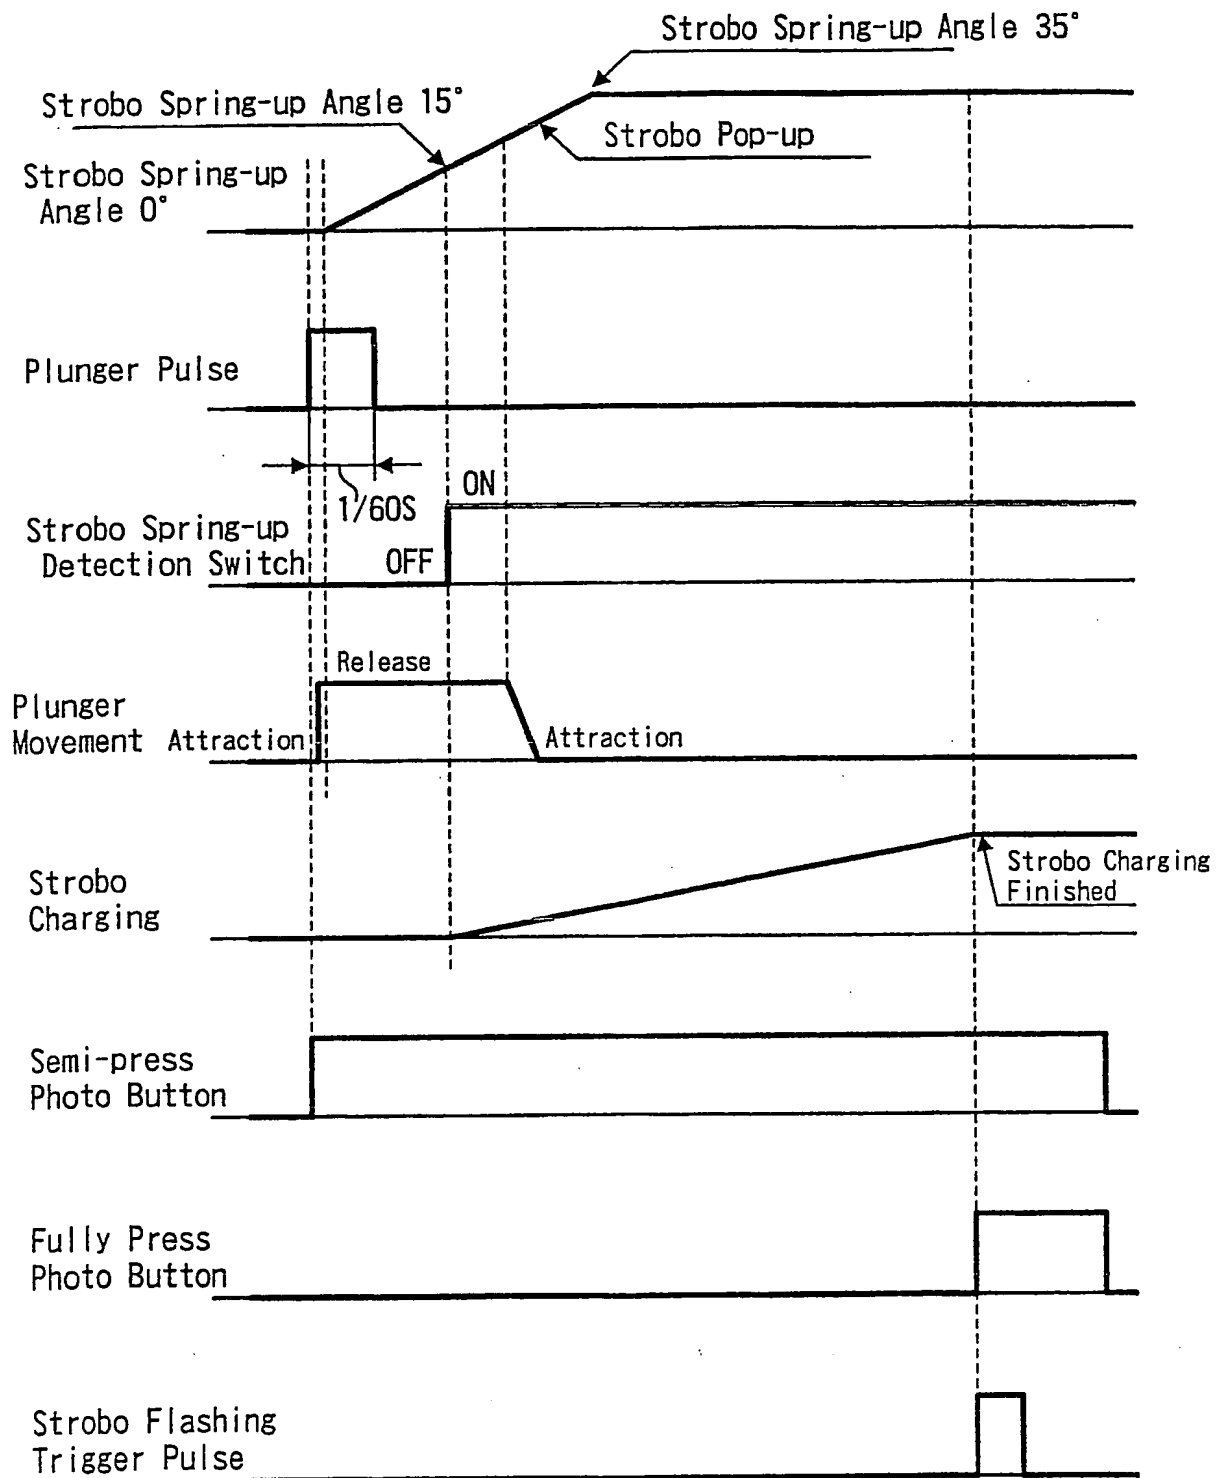 Strobo Spring-up Angle 35°
Strobo Spring-up Angle 15°
Strobo Pop-up
Strobo Spring-up
Angle 0°
Plunger Pulse
1/60S
ON
Strobo Spring-up
Detection Switch
OFF
Release
Plunger
Movement
Attraction
Attraction
Strobo
Charging
Strobo Charging
Finished
Semi-press
Photo Button
Fully Press
Photo Button
Strobo Flashing
Trigger Pulse